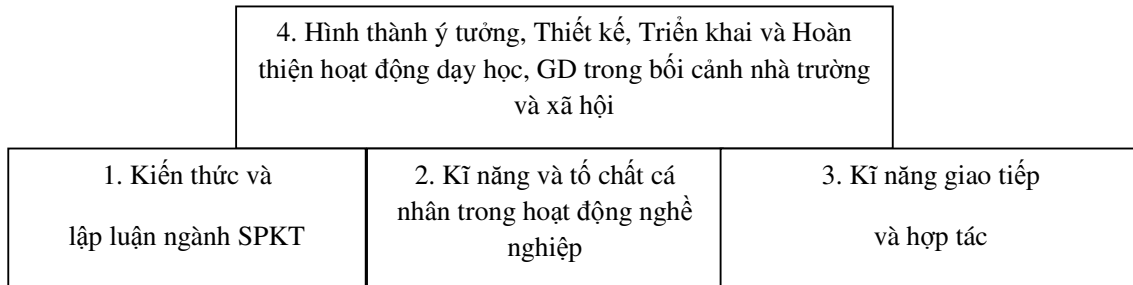 4. Hình thành ý tưởng, Thiết kế, Triển khai và Hoàn
thiện hoạt động dạy học, GD trong bối cảnh nhà trường
và xã hội
1. Kiến thức và
lập luận ngành SPKT
2. Kĩ năng và tố chất cá
nhân trong hoạt động nghề
nghiệp
3. Kĩ năng giao tiếp
và hợp tác